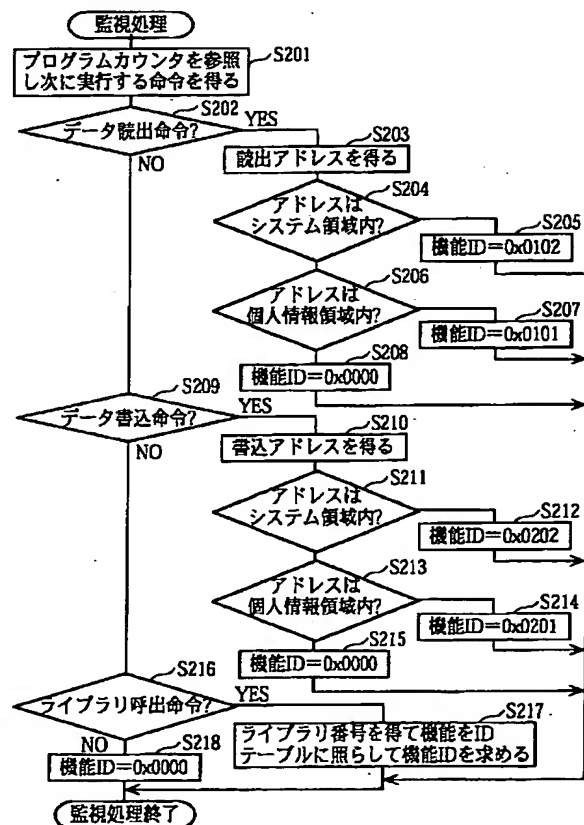 監視処理
プログラムカウンタを参照
し次に実行する命令を得る
S201
データ読出命令?
S202
YES
NO
読出アドレスを得る
S203
アドレスは
システム領域内?
S204
機能ID=0x0102
S205
アドレスは
個人情報領域内?
S206
機能ID=0x0101
S207
機能ID=0x0000
S208
データ書込命令?
S209
YES
NO
書込アドレスを得る
S210
アドレスは
システム領域内?
S211
機能ID=0x0202
S212
アドレスは
個人情報領域内?
S213
機能ID=0x0201
S214
機能ID=0x0000
S215
ライブラリ呼出命令?
S216
YES
NO
ライブラリ番号を得て機能をID
テーブルに照らして機能IDを求める
S217
機能ID=0x0000
S218
監視処理終了